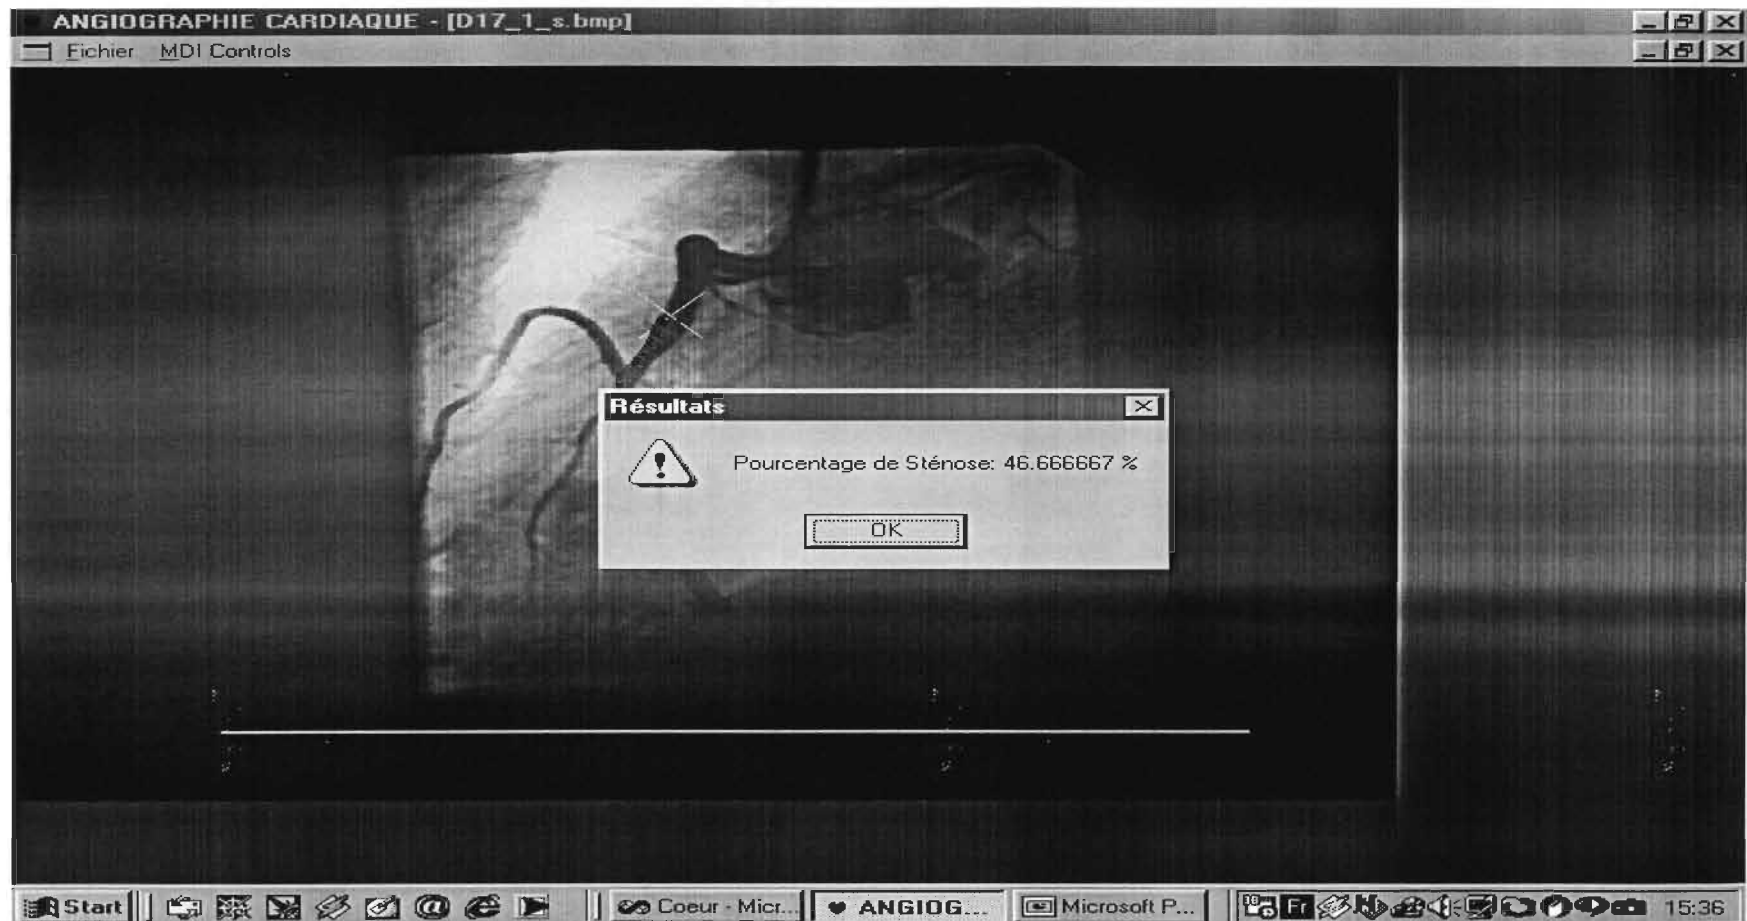 ANGIOGRAPHIE CARDIAQUE - [D17_1_s.bmp]
Fichier MDI Controls
Résultats
Pourcentage de Sténose: 46.666667 %
OK
Start
Coeur - Micr...
ANGIOG...
Microsoft P...
Fr
15:36